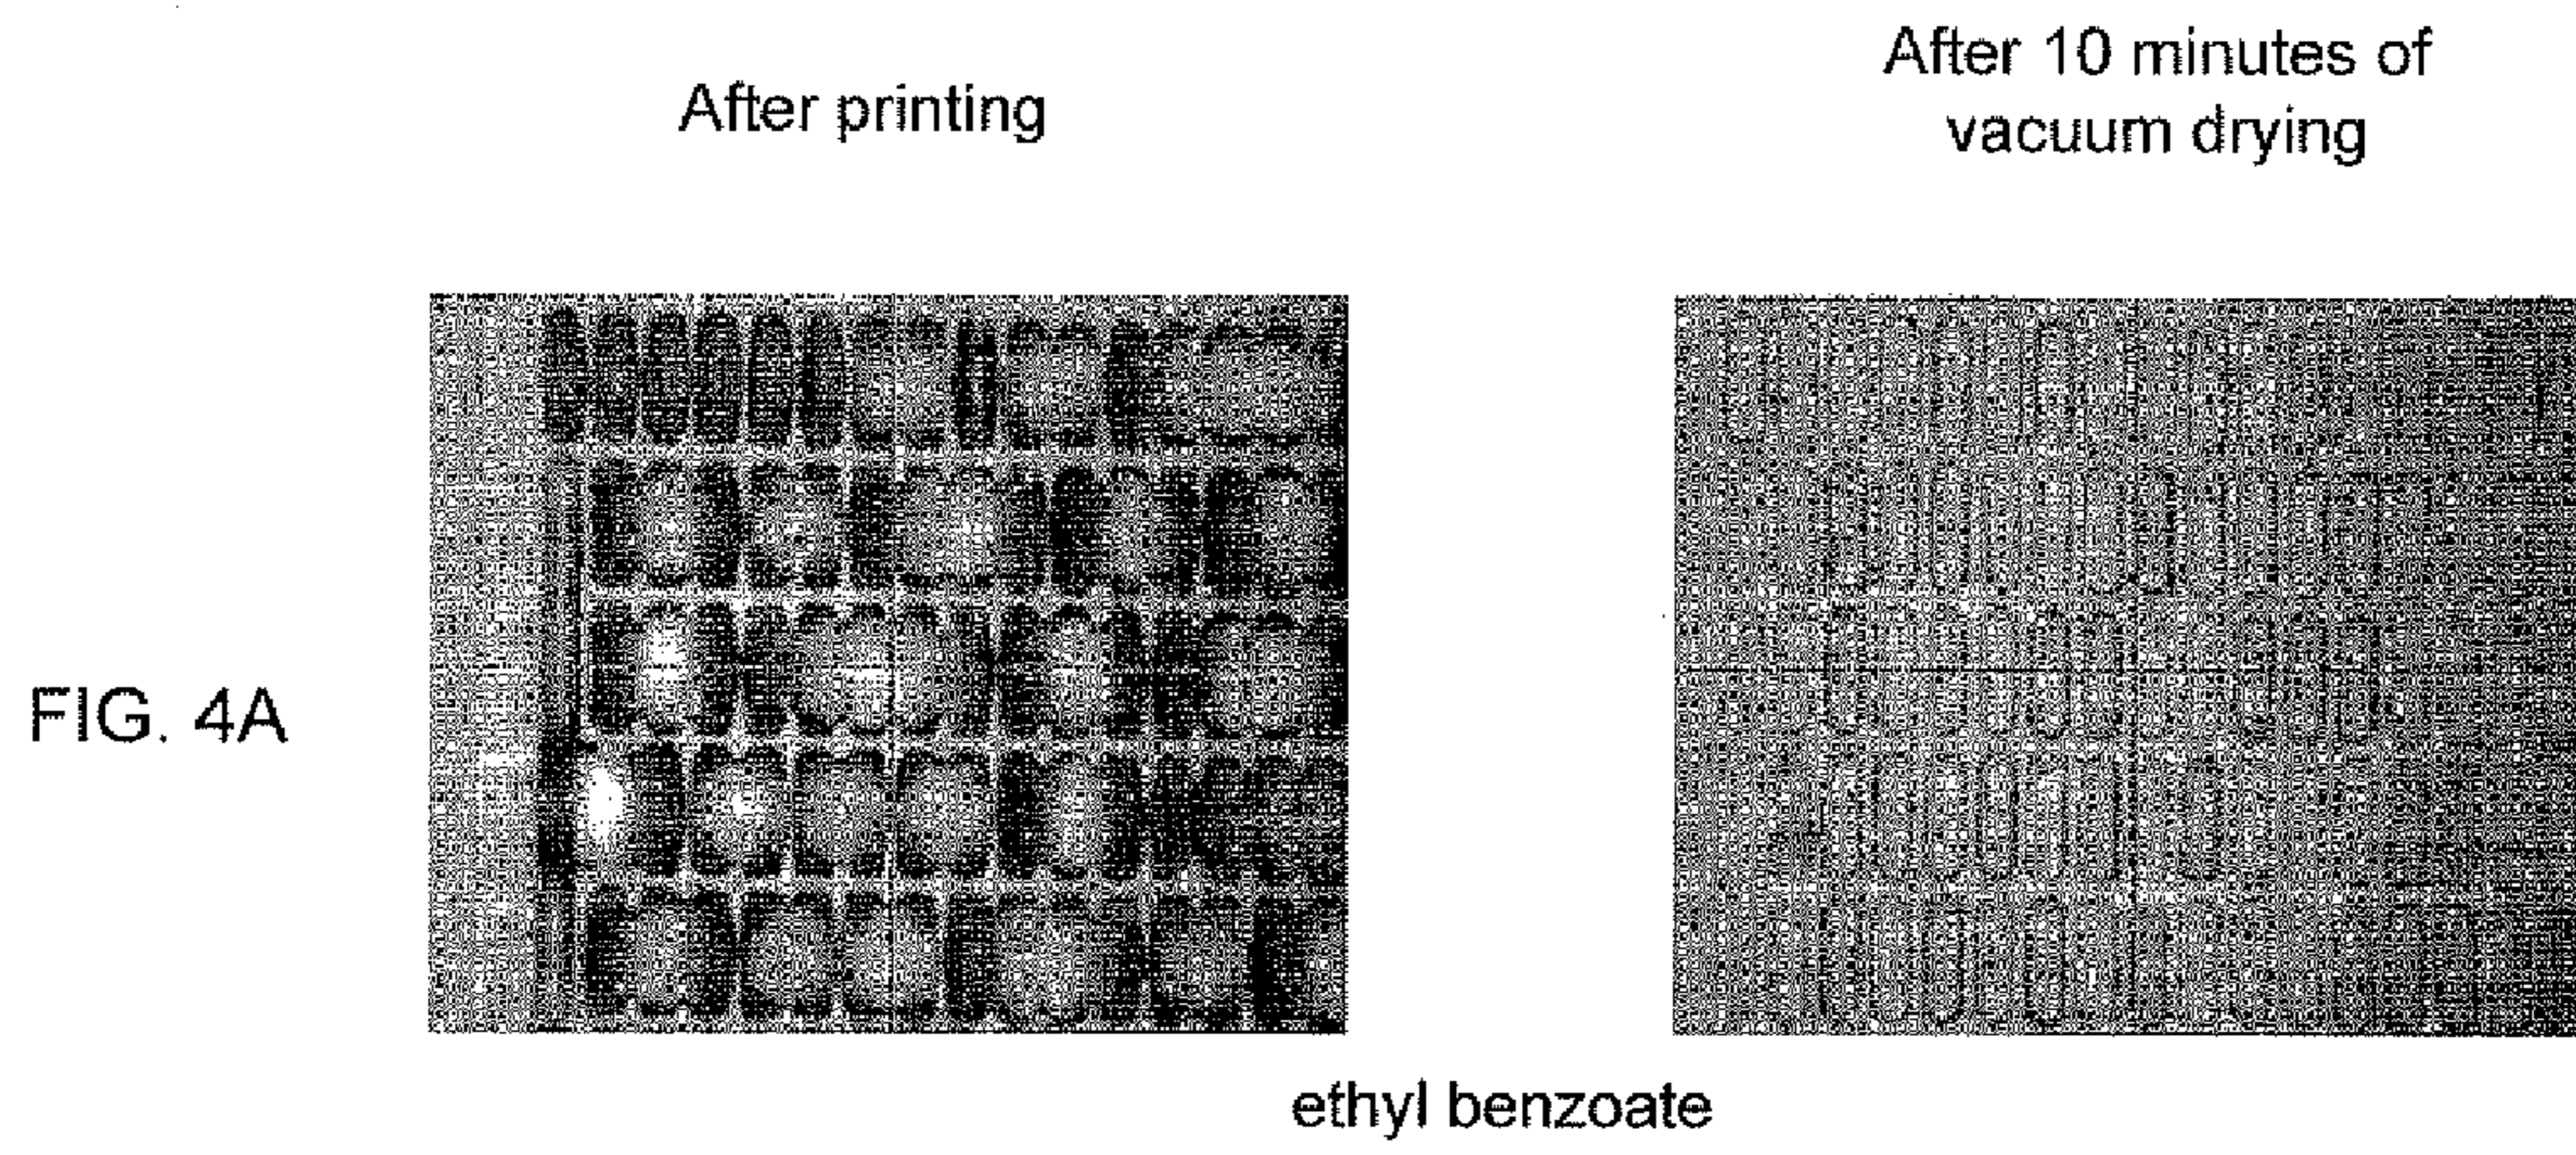 After printing
After 10 minutes of
vacuum drying
FIG. 4A
ethyl benzoate